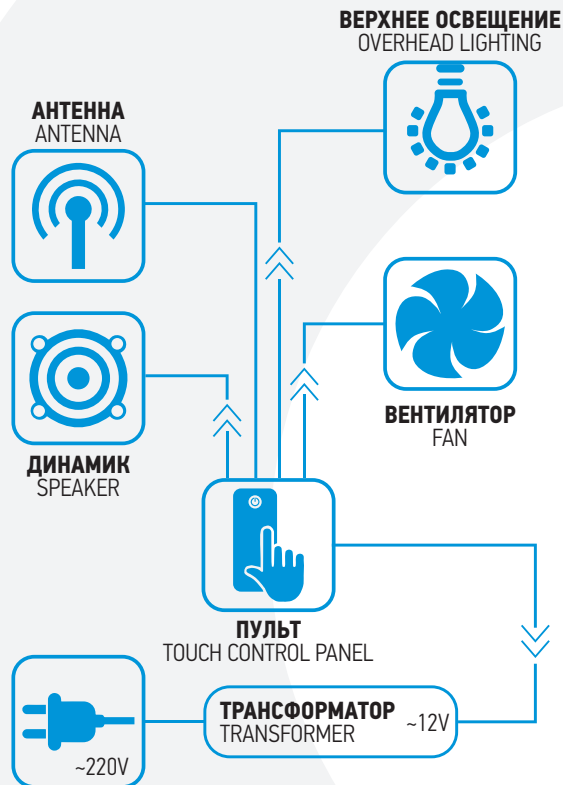 ВЕРХНЕЕ ОСВЕЩЕНИЕ
OVERHEAD LIGHTING
АНТЕННА
ANTENNA
ВЕНТИЛЯТОР
FAN
ДИНАМИК
SPEAKER
ПУЛЬТ
TOUCH CONTROL PANEL
ТРАНСФОРМАТОР
TRANSFORMER
~12V
~220V